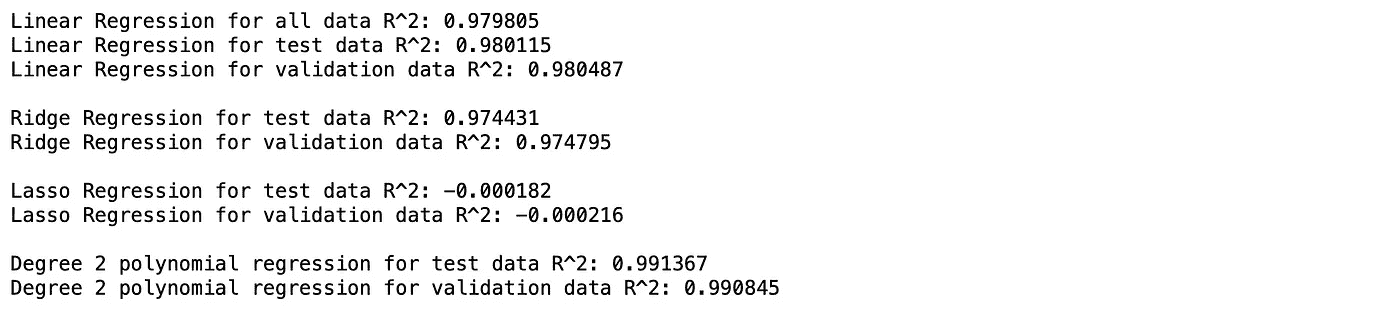 Linear Regression for all data R^2: 0.979805
Linear Regression for test data R^2: 0.980115
Linear Regression for validation data R^2: 0.980487
Ridge Regression for test data R^2: 0.974431
Ridge Regression for validation data R^2: 0.974795
Lasso Regression for test data R^2: -0.000182
Lasso Regression for validation data R^2: -0.000216
Degree 2 polynomial regression for test data R^2: 0.991367
Degree 2 polynomial regression for validation data R^2: 0.990845